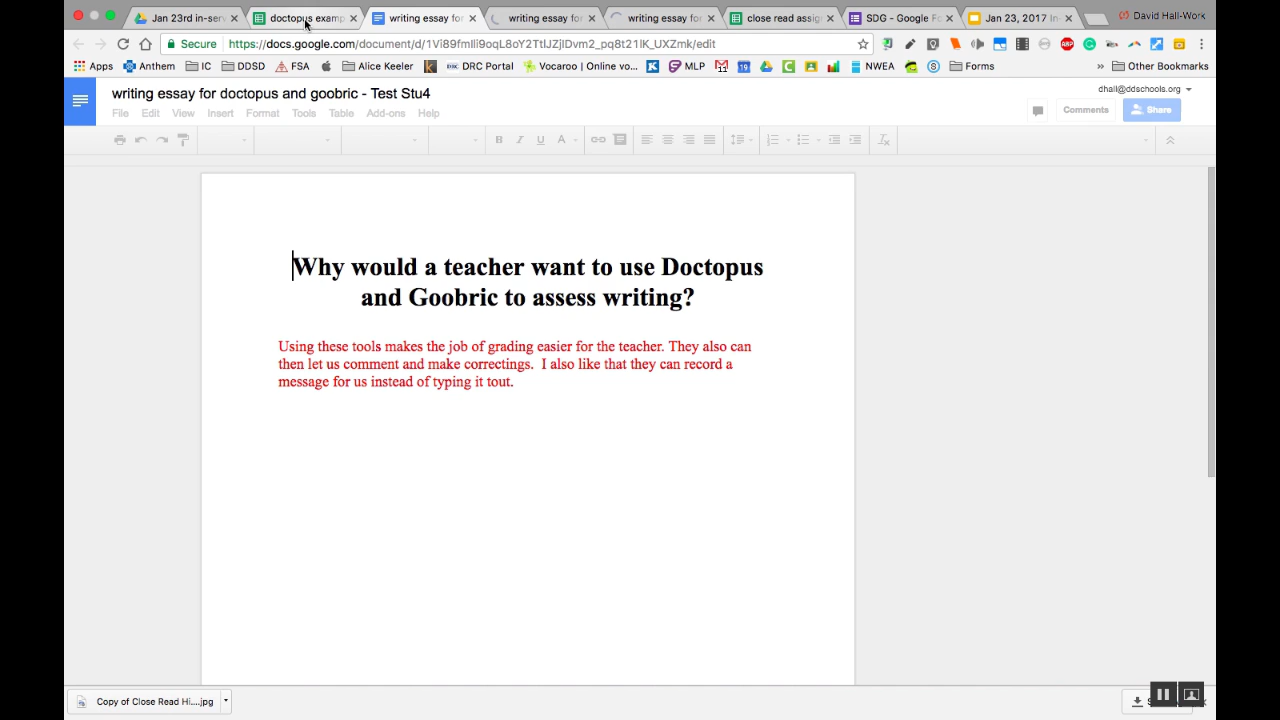 Jan 23rd in-serv
doctopus examp
writing essay for
writing essay for
writing essay for
close read assig
SDG - Google Fo
Jan 23, 2017 In
David Hall-Work
Secure
https://docs.google.com/document/d/1Vi89fmIli9oqL8oY2TtlJZjlDvm2_pq8t21lK_UXZmk/edit
Apps
Anthem
IC
DDSD
FSA
Alice Keeler
DRC Portal
Vocaroo | Online vo...
MLP
NWEA
Forms
»
Other Bookmarks
writing essay for doctopus and goobric - Test Stu4
dhall@ddschools.org
File Edit View Insert Format Tools Table Add-ons Help
Comments
Share
Why would a teacher want to use Doctopus
and Goobric to assess writing?
Using these tools makes the job of grading easier for the teacher. They also can
then let us comment and make correctings.  I also like that they can record a
message for us instead of typing it tout.
Copy of Close Read Hi....jpg